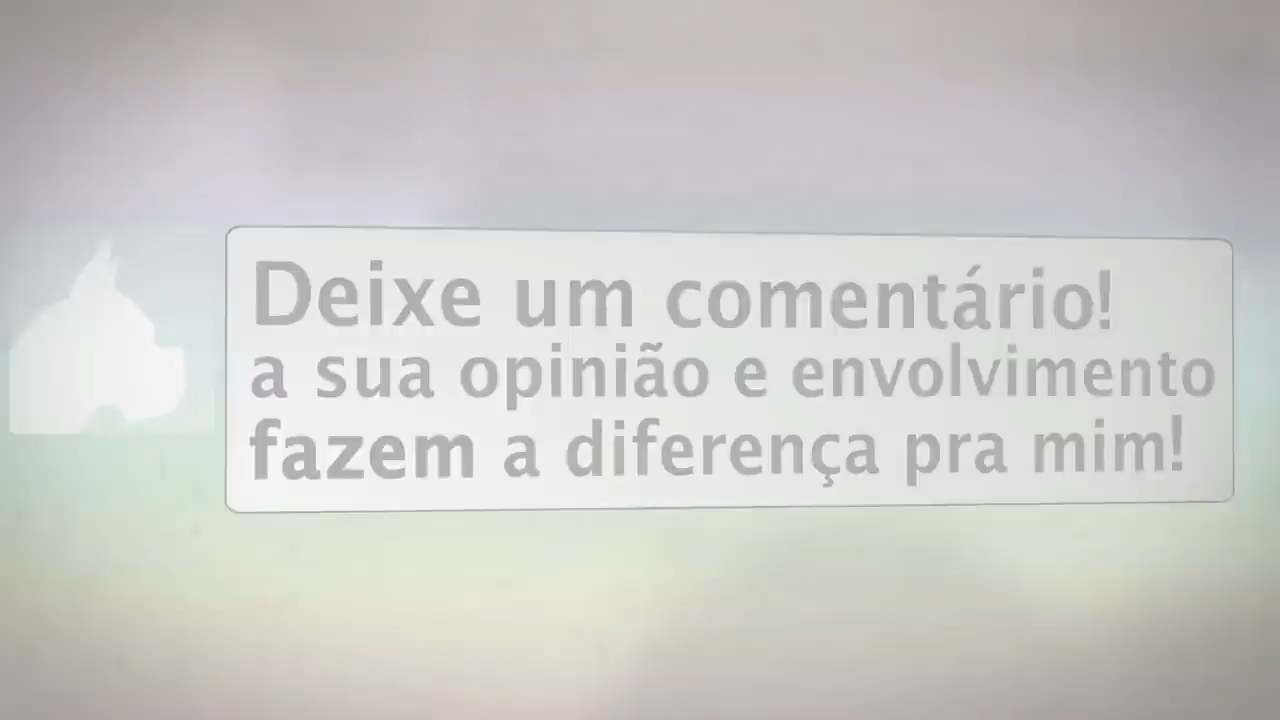 Deixe um comentário!
a sua opinião e envolvimento
fazem a diferença pra mim!